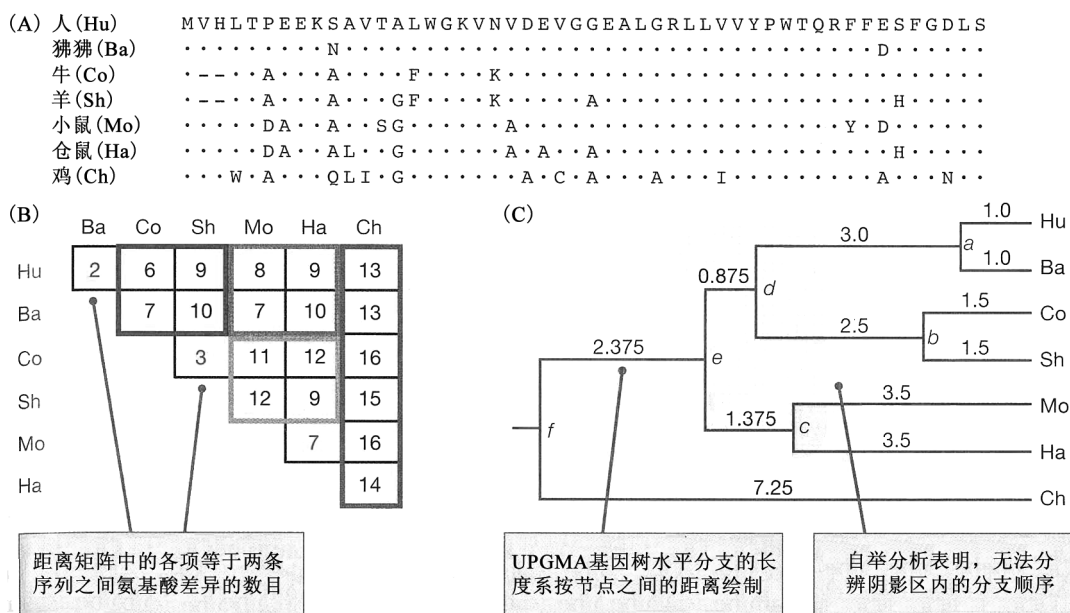 (A) 人(Hu) M V H L T P E E K S A V T A L W G K V N V D E V G G E A L G R L L V V Y P W T Q R F F E S F G D L S
狒狒(Ba) · · · · · · · · · N · · · · · · · · · · · · · · · · · · · · · · · · · · · · · · · · · D · · · · · ·
牛(Co) · - - · · A · · · A · · · · F · · · · K · · · · · · · · · · · · · · · · · · · · · · · · · · · · · ·
羊(Sh) · - - · · A · · · A · · · G F · · · · K · · · · · A · · · · · · · · · · · · · · · · · · H · · · · ·
小鼠(Mo) · · · · · D A · · A · · S G · · · · · · A · · · · · · · · · · · · · · · · · · · · Y · D · · · · · ·
仓鼠(Ha) · · · · · D A · · A L · · G · · · · · · A · A · · A · · · · · · · · · · · · · · · · · · H · · · · ·
鸡(Ch) · · · W · A · · · Q L I · G · · · · · · · A · C · A · · · A · · · I · · · · · · · · · A · · · N · ·
(B)
Ba Co Sh Mo Ha Ch
Hu 2 6 9 8 9 13
Ba 7 10 7 10 13
Co 3 11 12 16
Sh 12 9 15
Mo 7 16
Ha 14
距离矩阵中的各项等于两条
序列之间氨基酸差异的数目
(C)
1.0 Hu
3.0 a
1.0 Ba
0.875 d
1.5 Co
2.5 b
1.5 Sh
2.375 e
3.5 Mo
1.375 c
3.5 Ha
f
7.25 Ch
UPGMA基因树水平分支的长
度系按节点之间的距离绘制
自举分析表明，无法分
辨阴影区内的分支顺序